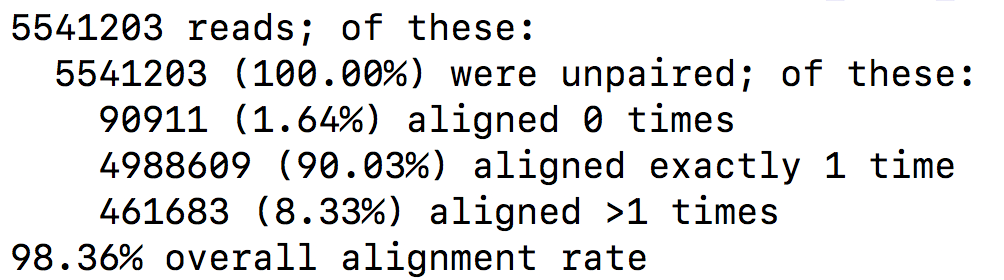 5541203 reads; of these:
5541203 (100.00%) were unpaired; of these:
90911 (1.64%) aligned 0 times
4988609 (90.03%) aligned exactly 1 time
461683 (8.33%) aligned >1 times
98.36% overall alignment rate